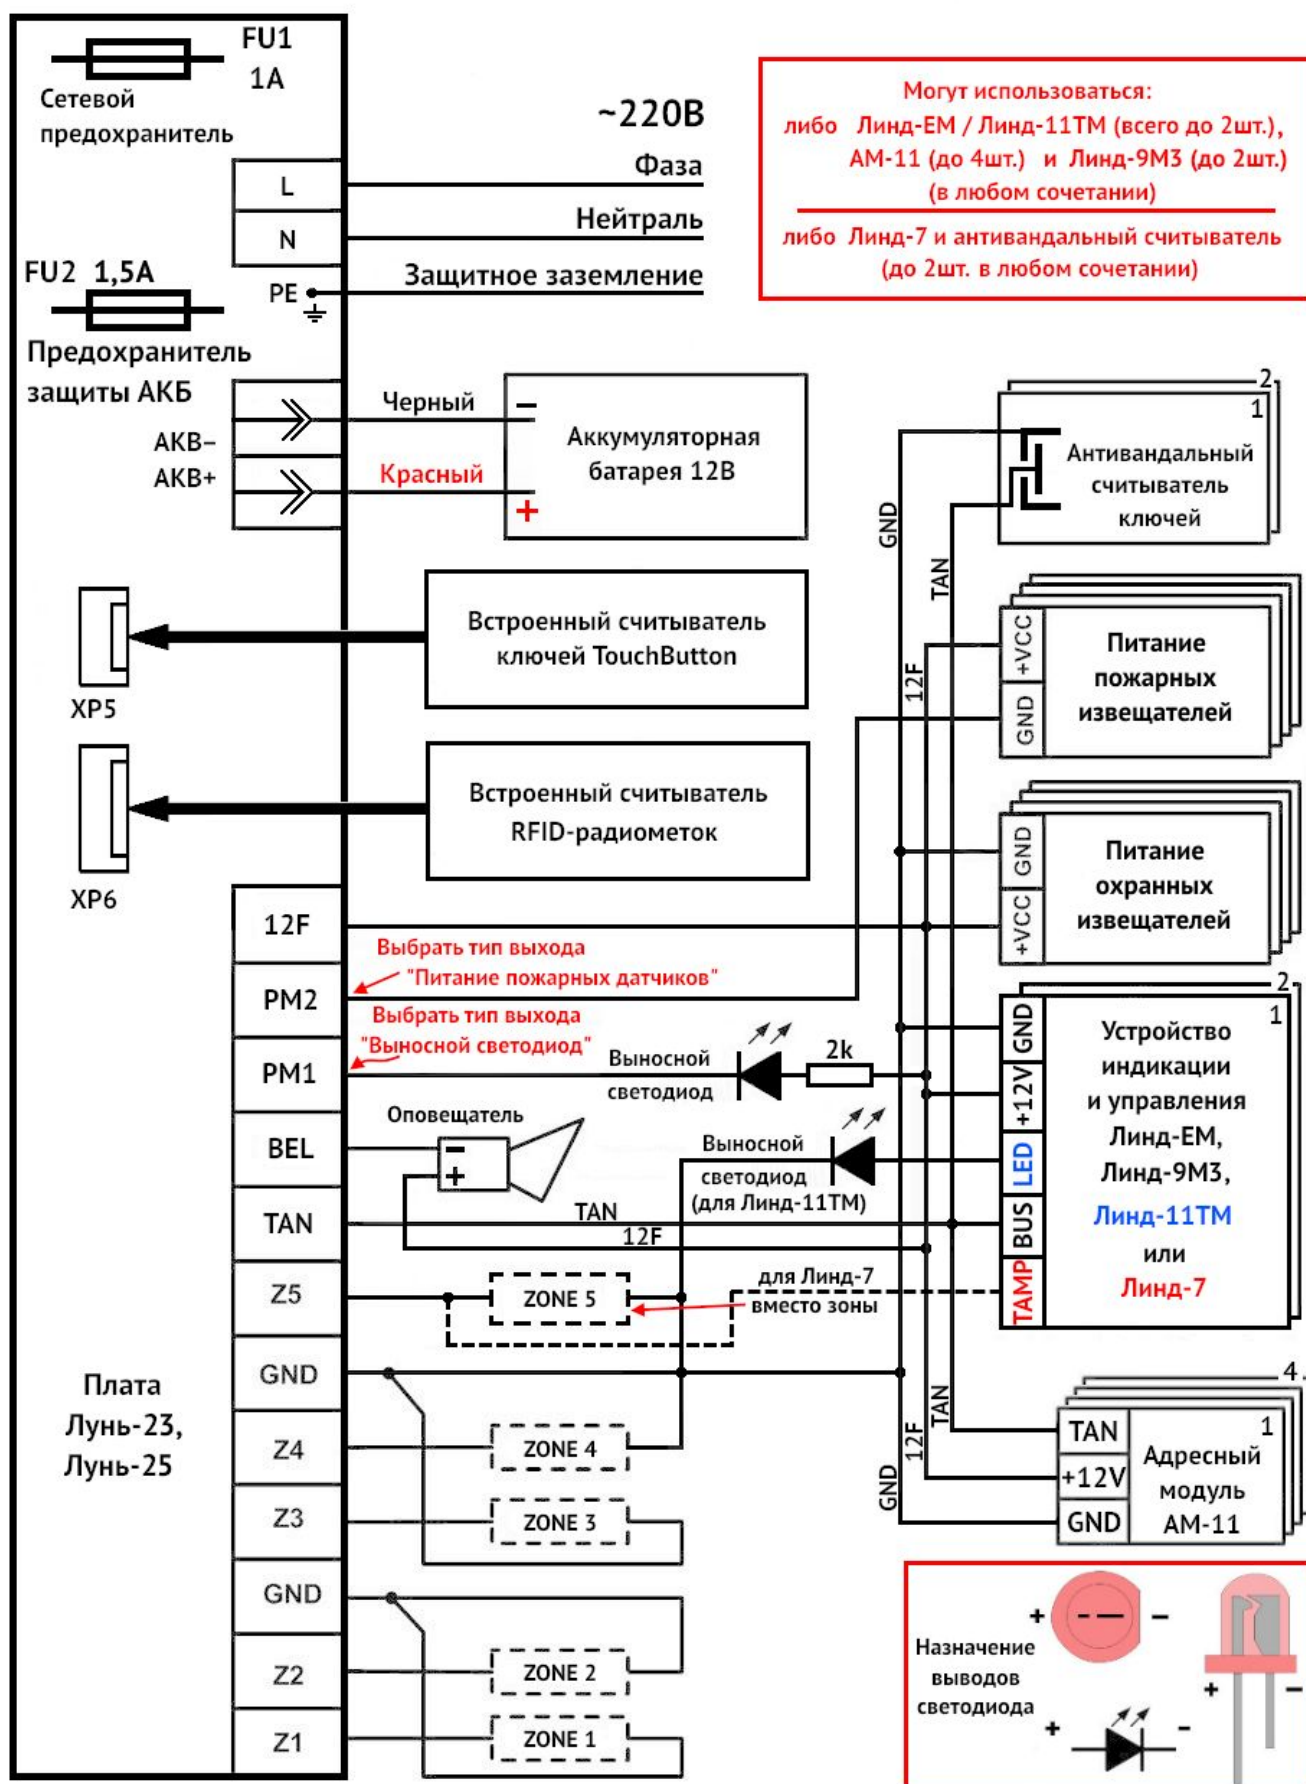 FU1
1А
Сетевой
предохранитель
~220В
Фаза
L
Нейтраль
N
Защитное заземление
PE
FU2 1,5А
Предохранитель
защиты АКБ
Могут использоваться:
либо Линд-ЕМ / Линд-11ТМ (всего до 2шт.),
АМ-11 (до 4шт.) и Линд-9М3 (до 2шт.)
(в любом сочетании)
либо Линд-7 и антивандальный считыватель
(до 2шт. в любом сочетании)
АКВ–
АКВ+
Черный
Красный
–
+
Аккумуляторная
батарея 12В
2
1
Антивандальный
считыватель
ключей
GND
TAN
12F
XP5
Встроенный считыватель
ключей TouchButton
+VCC
GND
Питание
пожарных
извещателей
XP6
Встроенный считыватель
RFID-радиометок
GND
+VCC
Питание
охранных
извещателей
12F
PM2
PM1
BEL
TAN
Z5
GND
Z4
Z3
GND
Z2
Z1
Плата
Лунь-23,
Лунь-25
Выбрать тип выхода
"Питание пожарных датчиков"
Выбрать тип выхода
"Выносной светодиод"
Выносной
светодиод
2k
Оповещатель
–
+
Выносной
светодиод
(для Линд-11ТМ)
TAN
12F
для Линд-7
вместо зоны
ZONE 5
ZONE 4
ZONE 3
ZONE 2
ZONE 1
2
1
GND
+12V
LED
BUS
TAMP
Устройство
индикации
и управления
Линд-ЕМ,
Линд-9М3,
Линд-11ТМ
или
Линд-7
GND
12F
TAN
4
1
TAN
+12V
GND
Адресный
модуль
АМ-11
Назначение
выводов
светодиода
+ –
+ –
+ –